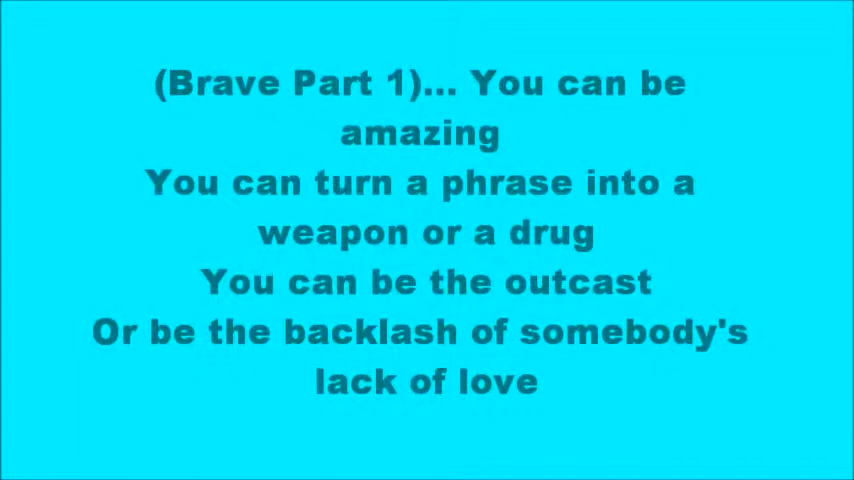 (Brave Part 1)... You can be
amazing
You can turn a phrase into a
weapon or a drug
You can be the outcast
Or be the backlash of somebody's
lack of love